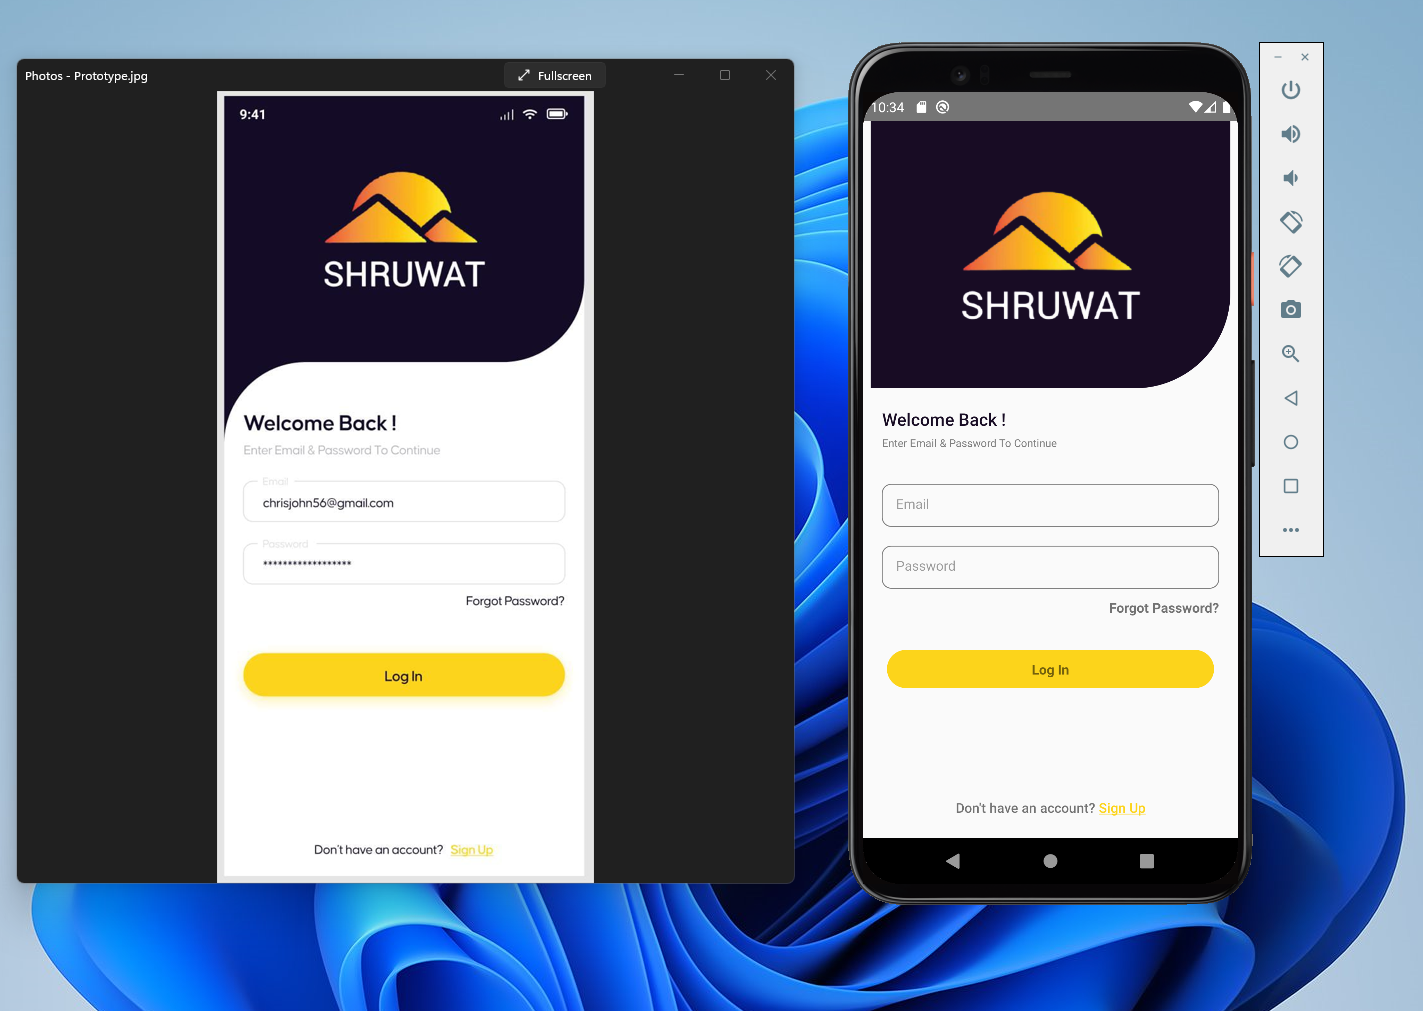 Photos - Prototype.jpg
Fullscreen
9:41
SHRUWAT
Welcome Back !
Enter Email & Password To Continue
Email
chrisjohn56@gmail.com
Password
******************
Forgot Password?
Log In
Don't have an account? Sign Up
10:34
SHRUWAT
Welcome Back !
Enter Email & Password To Continue
Email
Password
Forgot Password?
Log In
Don't have an account? Sign Up